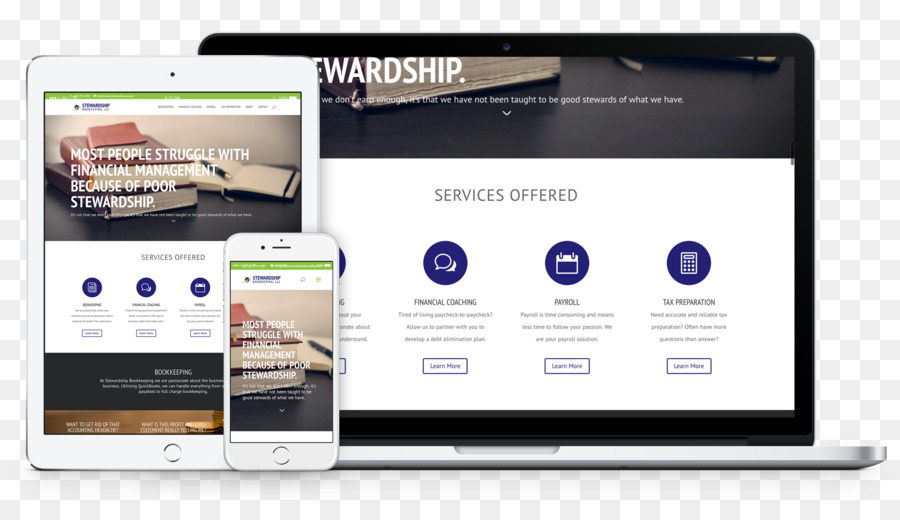 STEWARDSHIP
BOOKKEEPING, LLC
BOOKKEEPING FINANCIAL COACHING PAYROLL TAX PREPARATION ABOUT CONTACT
MOST PEOPLE STRUGGLE WITH
FINANCIAL MANAGEMENT
BECAUSE OF POOR
STEWARDSHIP.
It's not that we don't earn enough, it's that we have not been taught to be good stewards of what we have.
SERVICES OFFERED
BOOKKEEPING
FINANCIAL COACHING
PAYROLL
Learn More
Learn More
Learn More
BOOKKEEPING
At Stewardship Bookkeeping we are passionate about the
business. Utilizing QuickBooks, we can handle everything from
payables to full charge bookkeeping.
WANT TO GET RID OF THAT
ACCOUNTING HEADACHE?
WHAT IS THIS PROFIT AND LOSS
STATEMENT REALLY TELLING ME?
STEWARDSHIP
BOOKKEEPING, LLC
MOST PEOPLE
STRUGGLE WITH
FINANCIAL
MANAGEMENT
BECAUSE OF POOR
STEWARDSHIP.
It's not that we don't earn enough, it's
that we have not been taught to be
good stewards of what we have.
EWARDSHIP.
we don't earn enough, it's that we have not been taught to be good stewards of what we have.
SERVICES OFFERED
NG
about your
onate about
understand.
FINANCIAL COACHING
Tired of living paycheck-to-paycheck?
Allow us to partner with you to
develop a debt elimination plan.
Learn More
PAYROLL
Payroll is time consuming and means
less time to follow your passion. We
are your payroll solution.
Learn More
TAX PREPARATION
Need accurate and reliable tax
preparation? Often have more
questions than answer?
Learn More